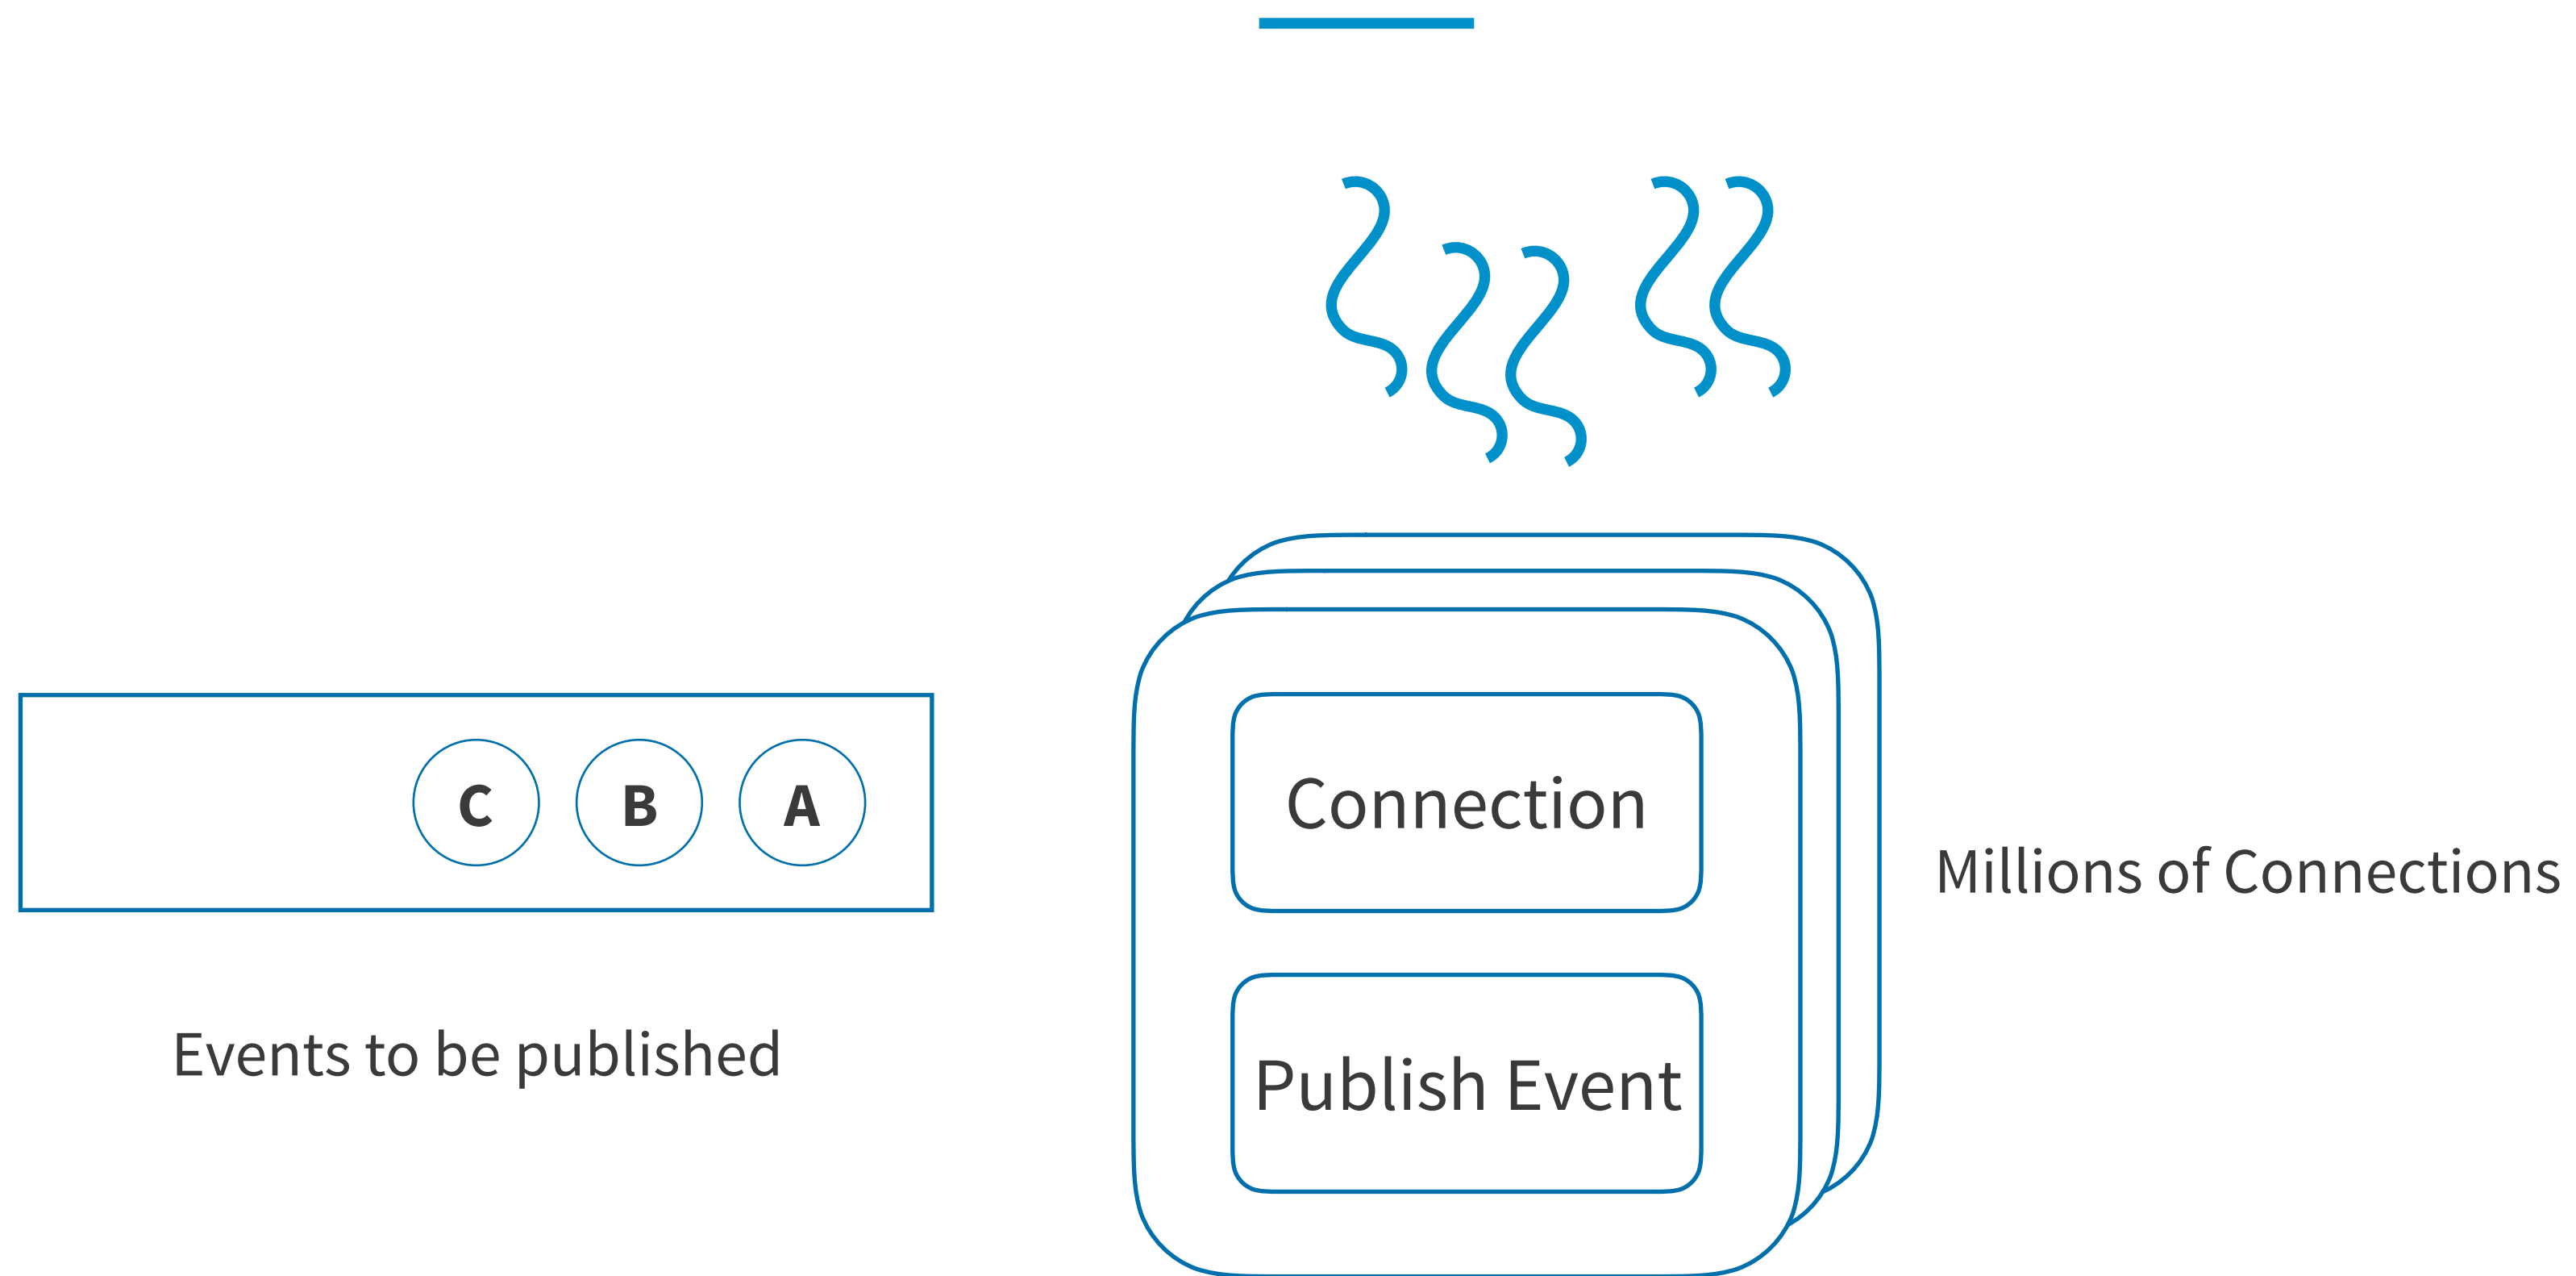 C B A
Connection
Millions of Connections
Events to be published
Publish Event